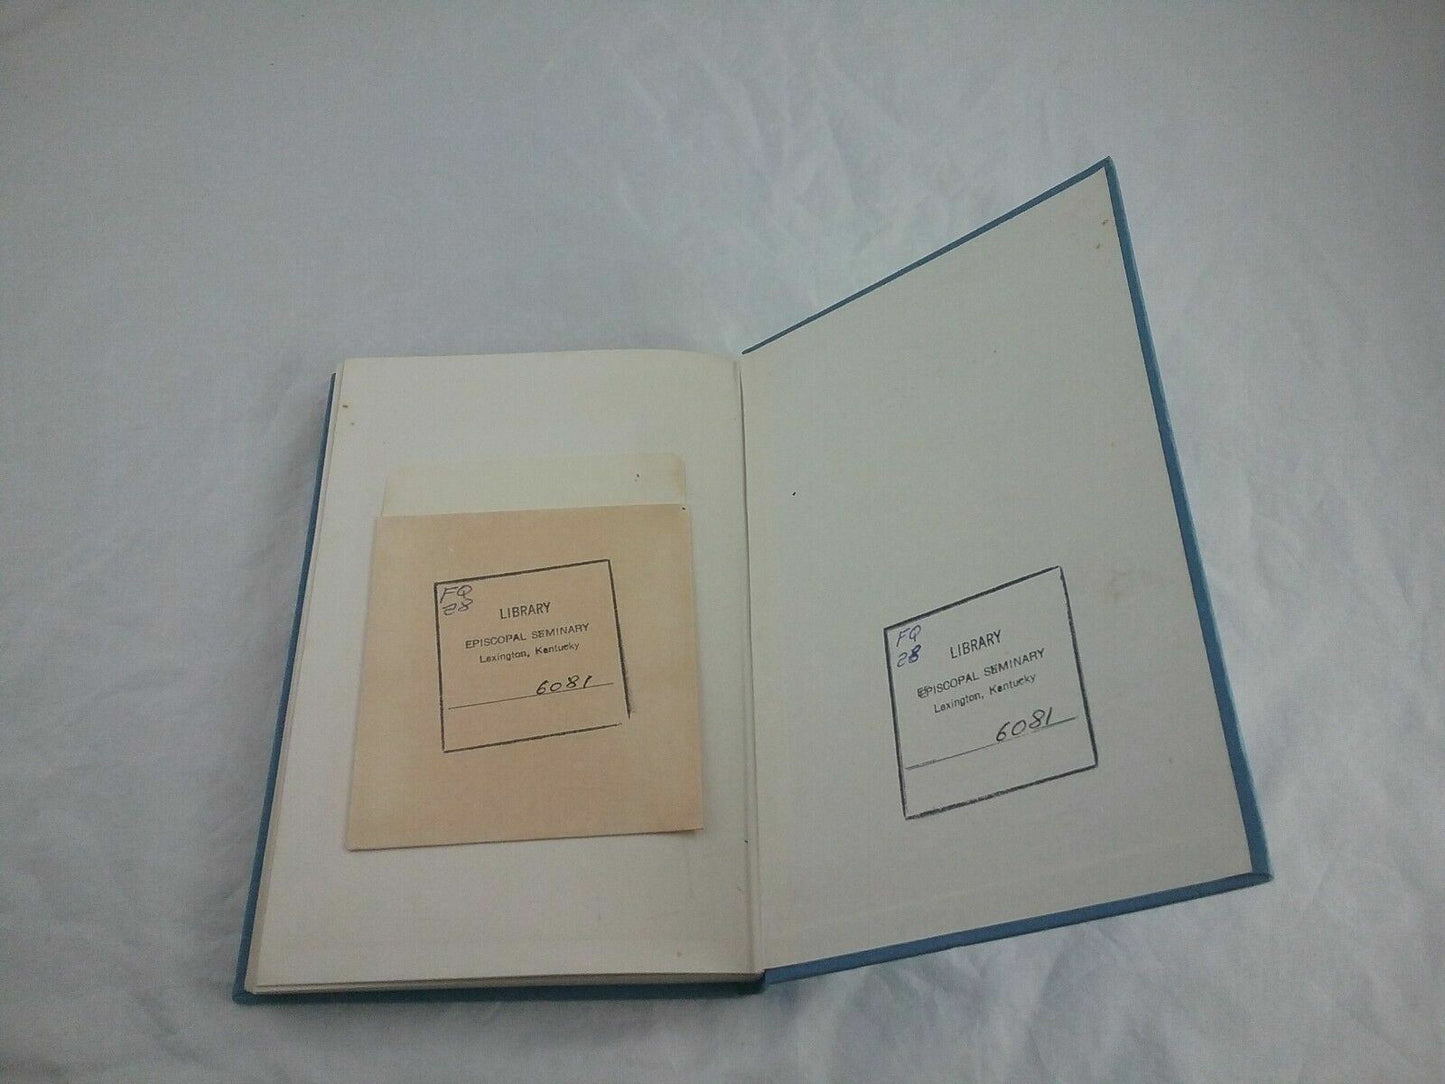 FQ
28
LIBRARY
EPISCOPAL SEMINARY
Lexington, Kentucky
6081
FQ
28
LIBRARY
EPISCOPAL SEMINARY
Lexington, Kentucky
6081